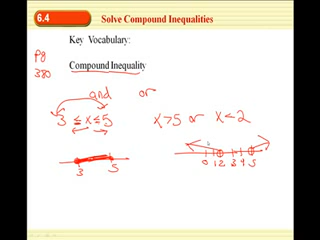 6.4 Solve Compound Inequalities
Key Vocabulary:
Pg
380
Compound Inequality
and or
3 ≤ x ≤ 5 x > 5 or x < 2
3 5 0 1 2 3 4 5